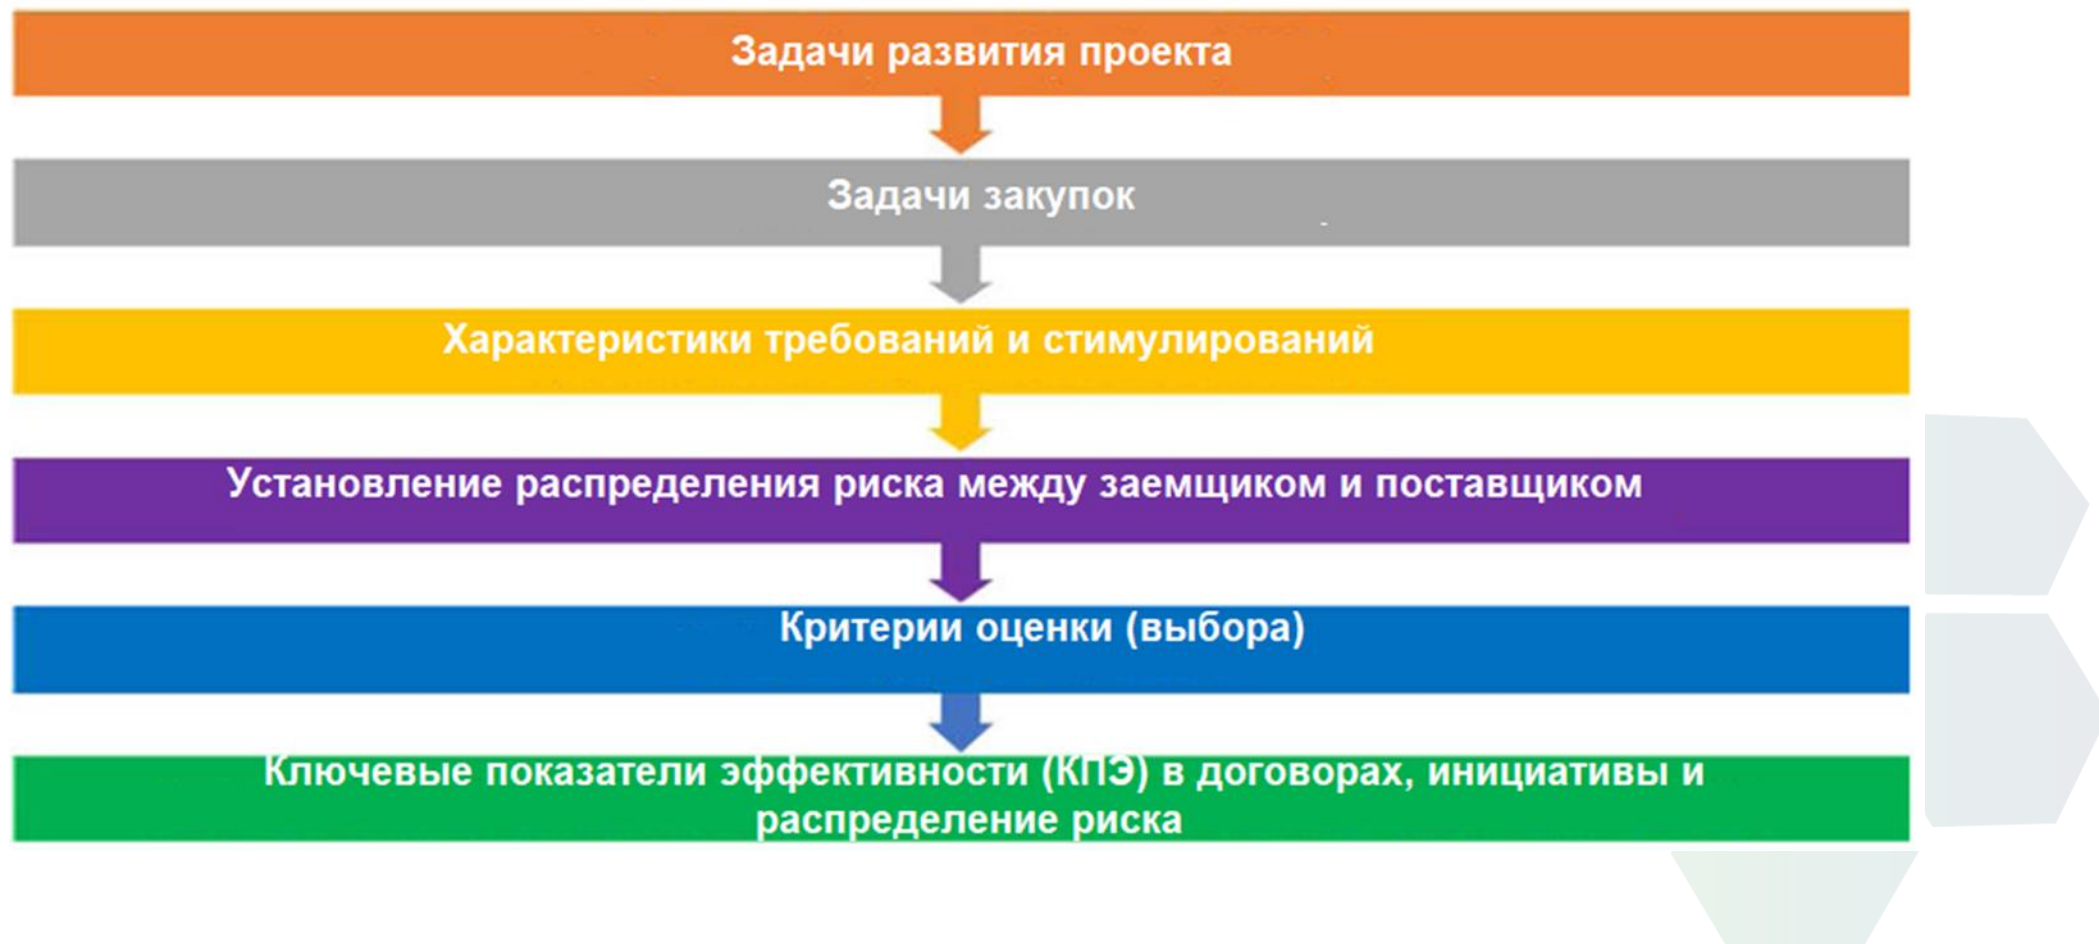 Задачи развития проекта
Задачи закупок
Характеристики требований и стимулирований
Установление распределения риска между заемщиком и поставщиком
Критерии оценки (выбора)
Ключевые показатели эффективности (КПЭ) в договорах, инициативы и
распределение риска